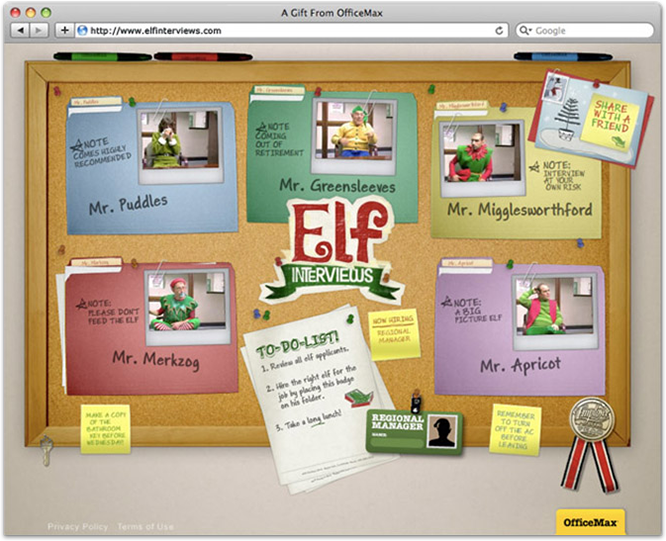 A Gift From OfficeMax
http://www.elfinterviews.com
Google
Mr. Puddles
NOTE
COMES HIGHLY
RECOMMENDED
Mr. Puddles
Mr. Greensleeves
NOTE
COMING
OUT OF
RETIREMENT
Mr. Greensleeves
Mr. Migglesworthford
NOTE:
INTERVIEW
AT YOUR
OWN RISK
Mr. Migglesworthford
SHARE
WITH A
FRIEND
Elf
INTERVIEWS
Mr. Merkzog
NOTE:
PLEASE DON'T
FEED THE ELF
Mr. Merkzog
Mr. Apricot
NOTE:
A BIG
PICTURE ELF
Mr. Apricot
TO-DO-LIST!
1. Review all elf applicants.
2. Hire the right elf for the
job by placing this badge
on his folder.
3. Take a long lunch!
NOW HIRING
REGIONAL
MANAGER
REGIONAL
MANAGER
MAKE A COPY
OF THE
BATHROOM
KEY BEFORE
WEDNESDAY!
REMEMBER
TO TURN
OFF THE AC
BEFORE
LEAVING
Privacy Policy Terms of Use
OfficeMax